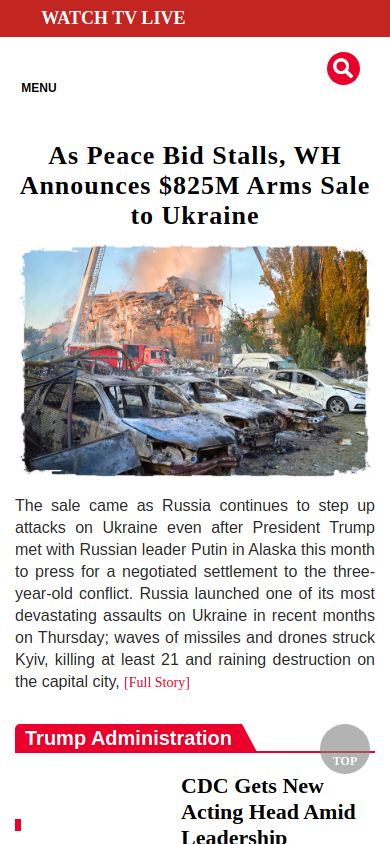 WATCH TV LIVE
MENU
As Peace Bid Stalls, WH
Announces $825M Arms Sale
to Ukraine
The sale came as Russia continues to step up
attacks on Ukraine even after President Trump
met with Russian leader Putin in Alaska this month
to press for a negotiated settlement to the three-
year-old conflict. Russia launched one of its most
devastating assaults on Ukraine in recent months
on Thursday; waves of missiles and drones struck
Kyiv, killing at least 21 and raining destruction on
the capital city, [Full Story]
Trump Administration
TOP
CDC Gets New
Acting Head Amid
Leadership